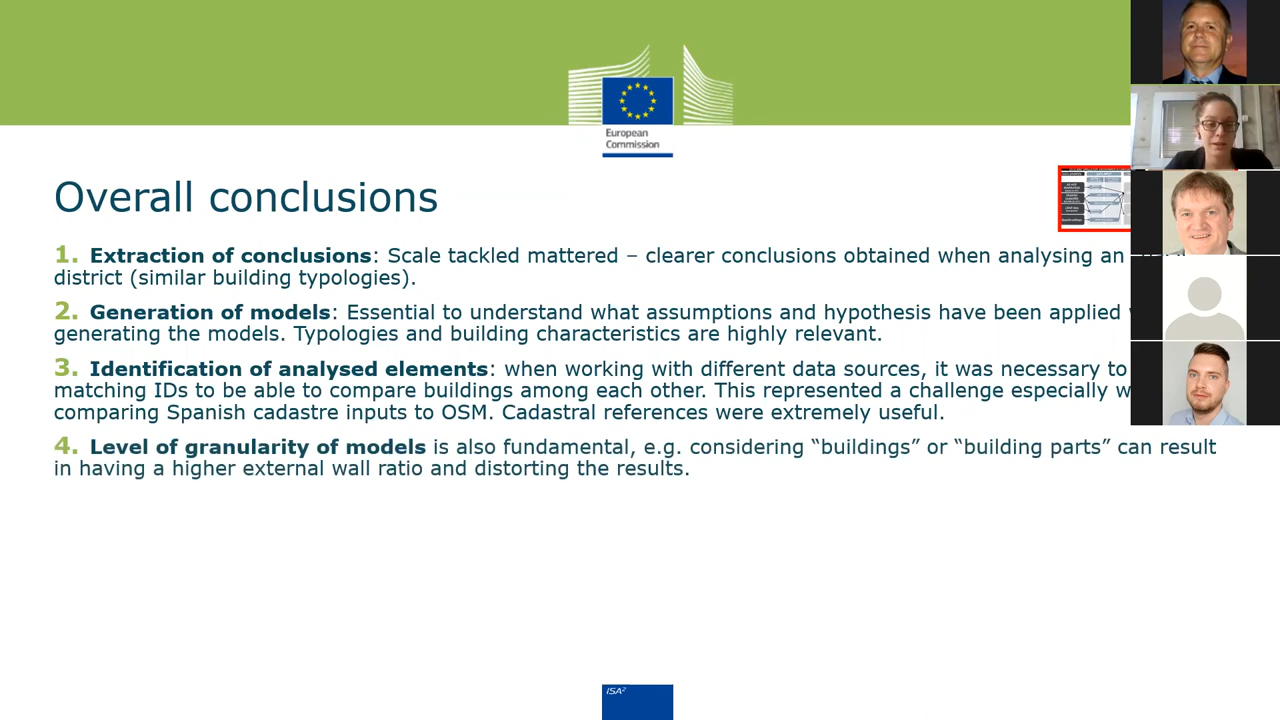 European
Commission
Overall conclusions
1. Extraction of conclusions: Scale tackled mattered – clearer conclusions obtained when analysing an
district (similar building typologies).
2. Generation of models: Essential to understand what assumptions and hypothesis have been applied
generating the models. Typologies and building characteristics are highly relevant.
3. Identification of analysed elements: when working with different data sources, it was necessary to
matching IDs to be able to compare buildings among each other. This represented a challenge especially
comparing Spanish cadastre inputs to OSM. Cadastral references were extremely useful.
4. Level of granularity of models is also fundamental, e.g. considering “buildings” or “building parts” can result
in having a higher external wall ratio and distorting the results.
ISA²